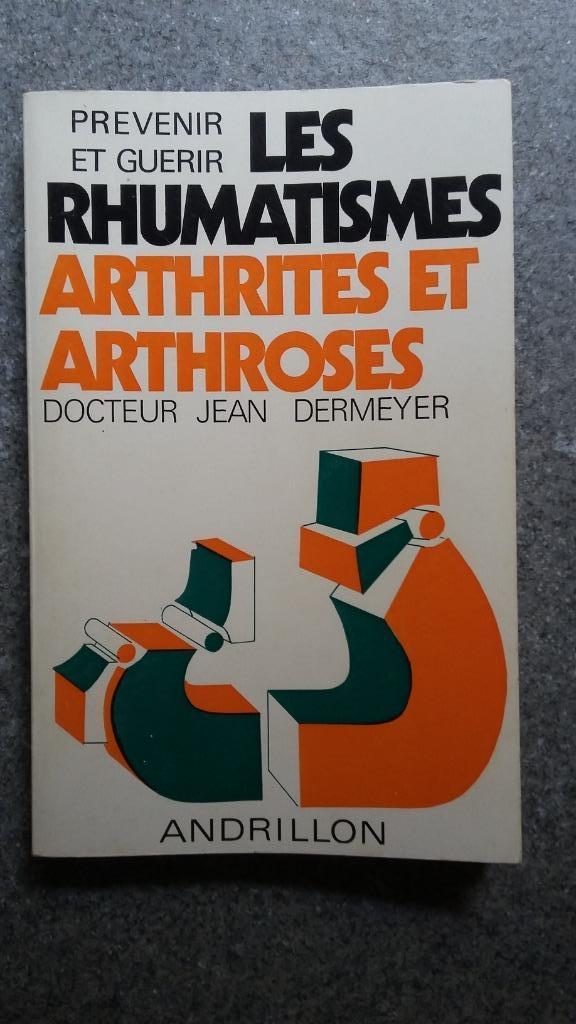 PREVENIR
ET GUERIR LES
RHUMATISMES
ARTHRITES ET
ARTHROSES
DOCTEUR JEAN DERMEYER
ANDRILLON